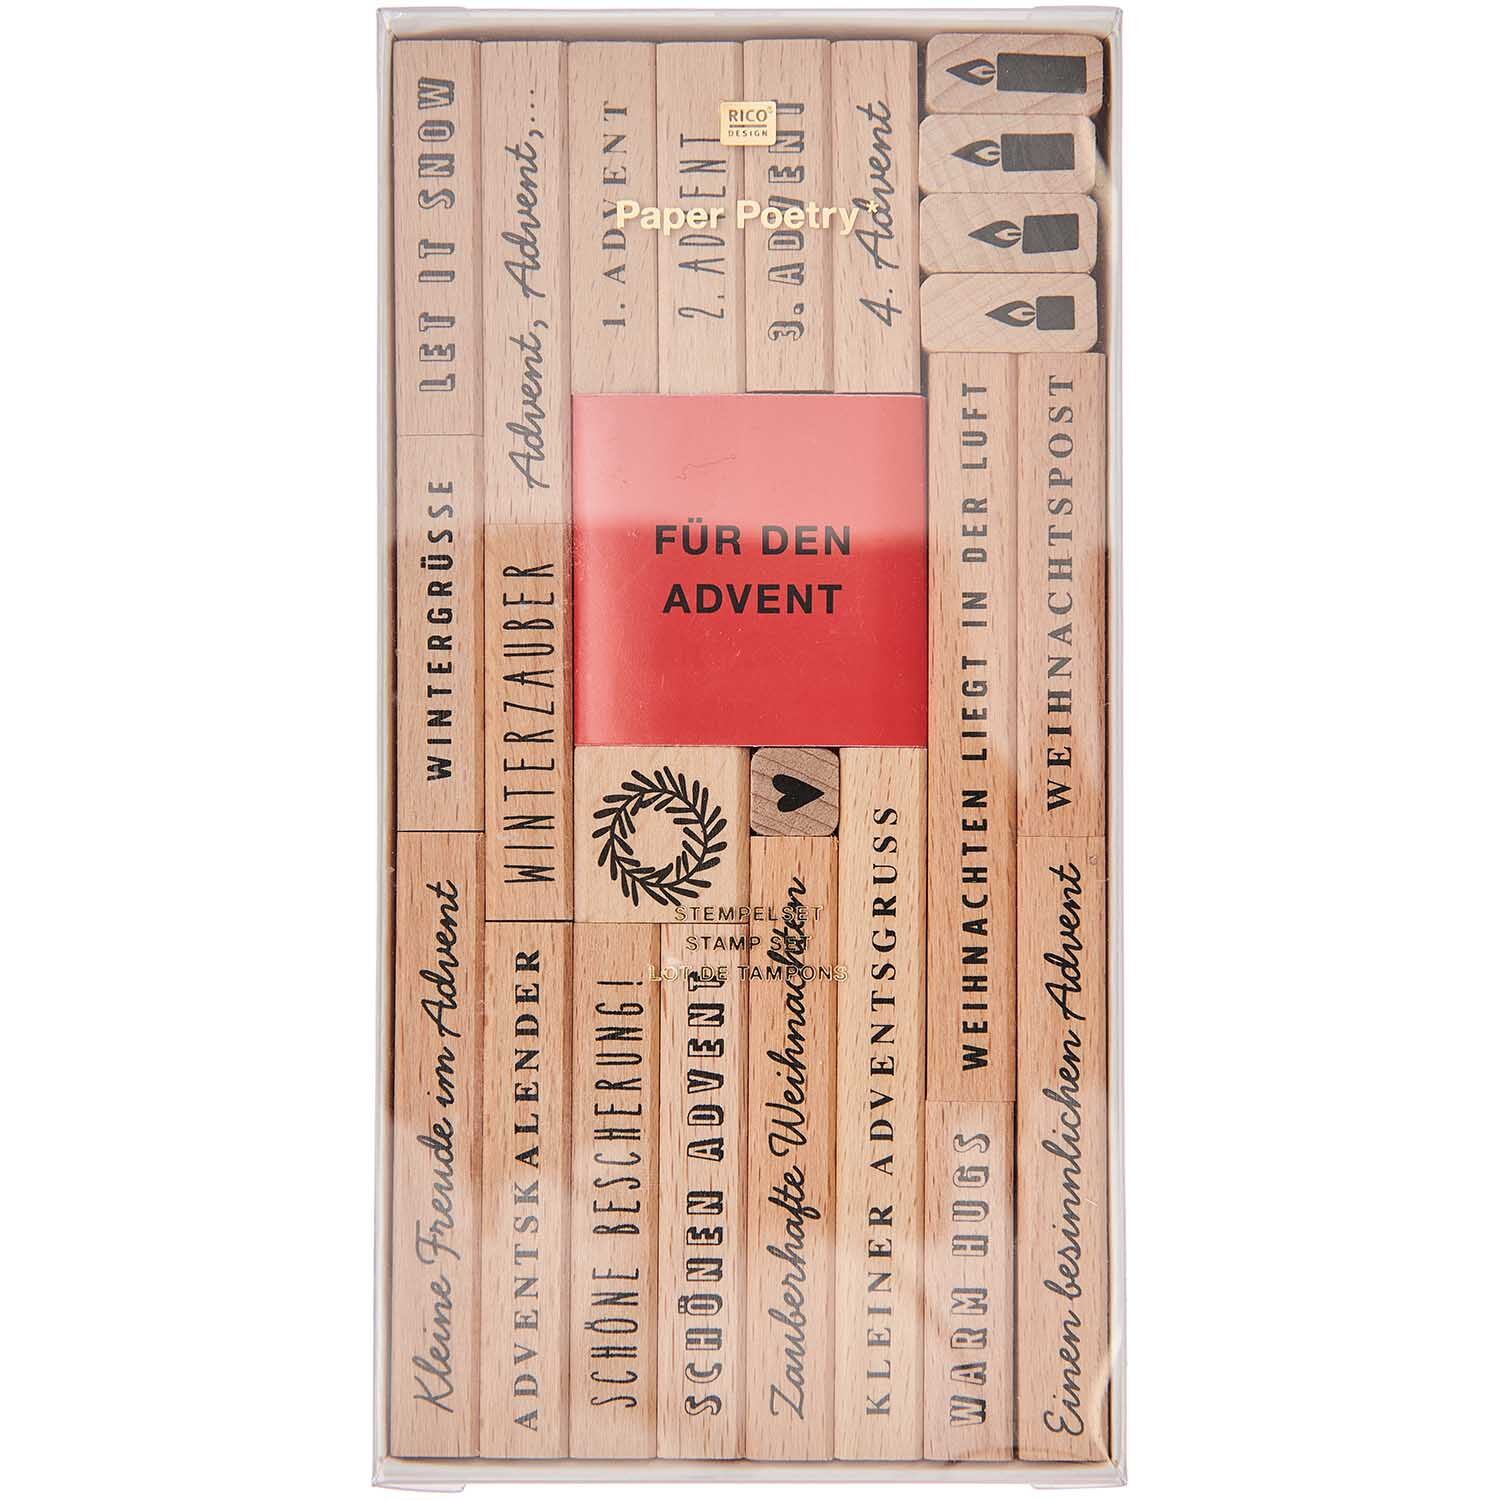 RICO
DESIGN
Paper Poetry*
LET IT SNOW
Advent, Advent,...
1. ADVENT
2. ADVENT
3. ADVENT
4. Advent
FÜR DEN
ADVENT
WINTERGRÜSSE
WINTERZAUBER
WEIHNACHTEN LIEGT IN DER LUFT
WEIHNACHTSPOST
STEMPELSET
STAMP SET
LOT DE TAMPONS
Kleine Freude im Advent
ADVENTSKALENDER
SCHÖNE BESCHERUNG!
SCHÖNEN ADVENT
Zauberhafte Weihnachten
KLEINER ADVENTSGRUSS
WARM HUGS
Einen besinnlichen Advent